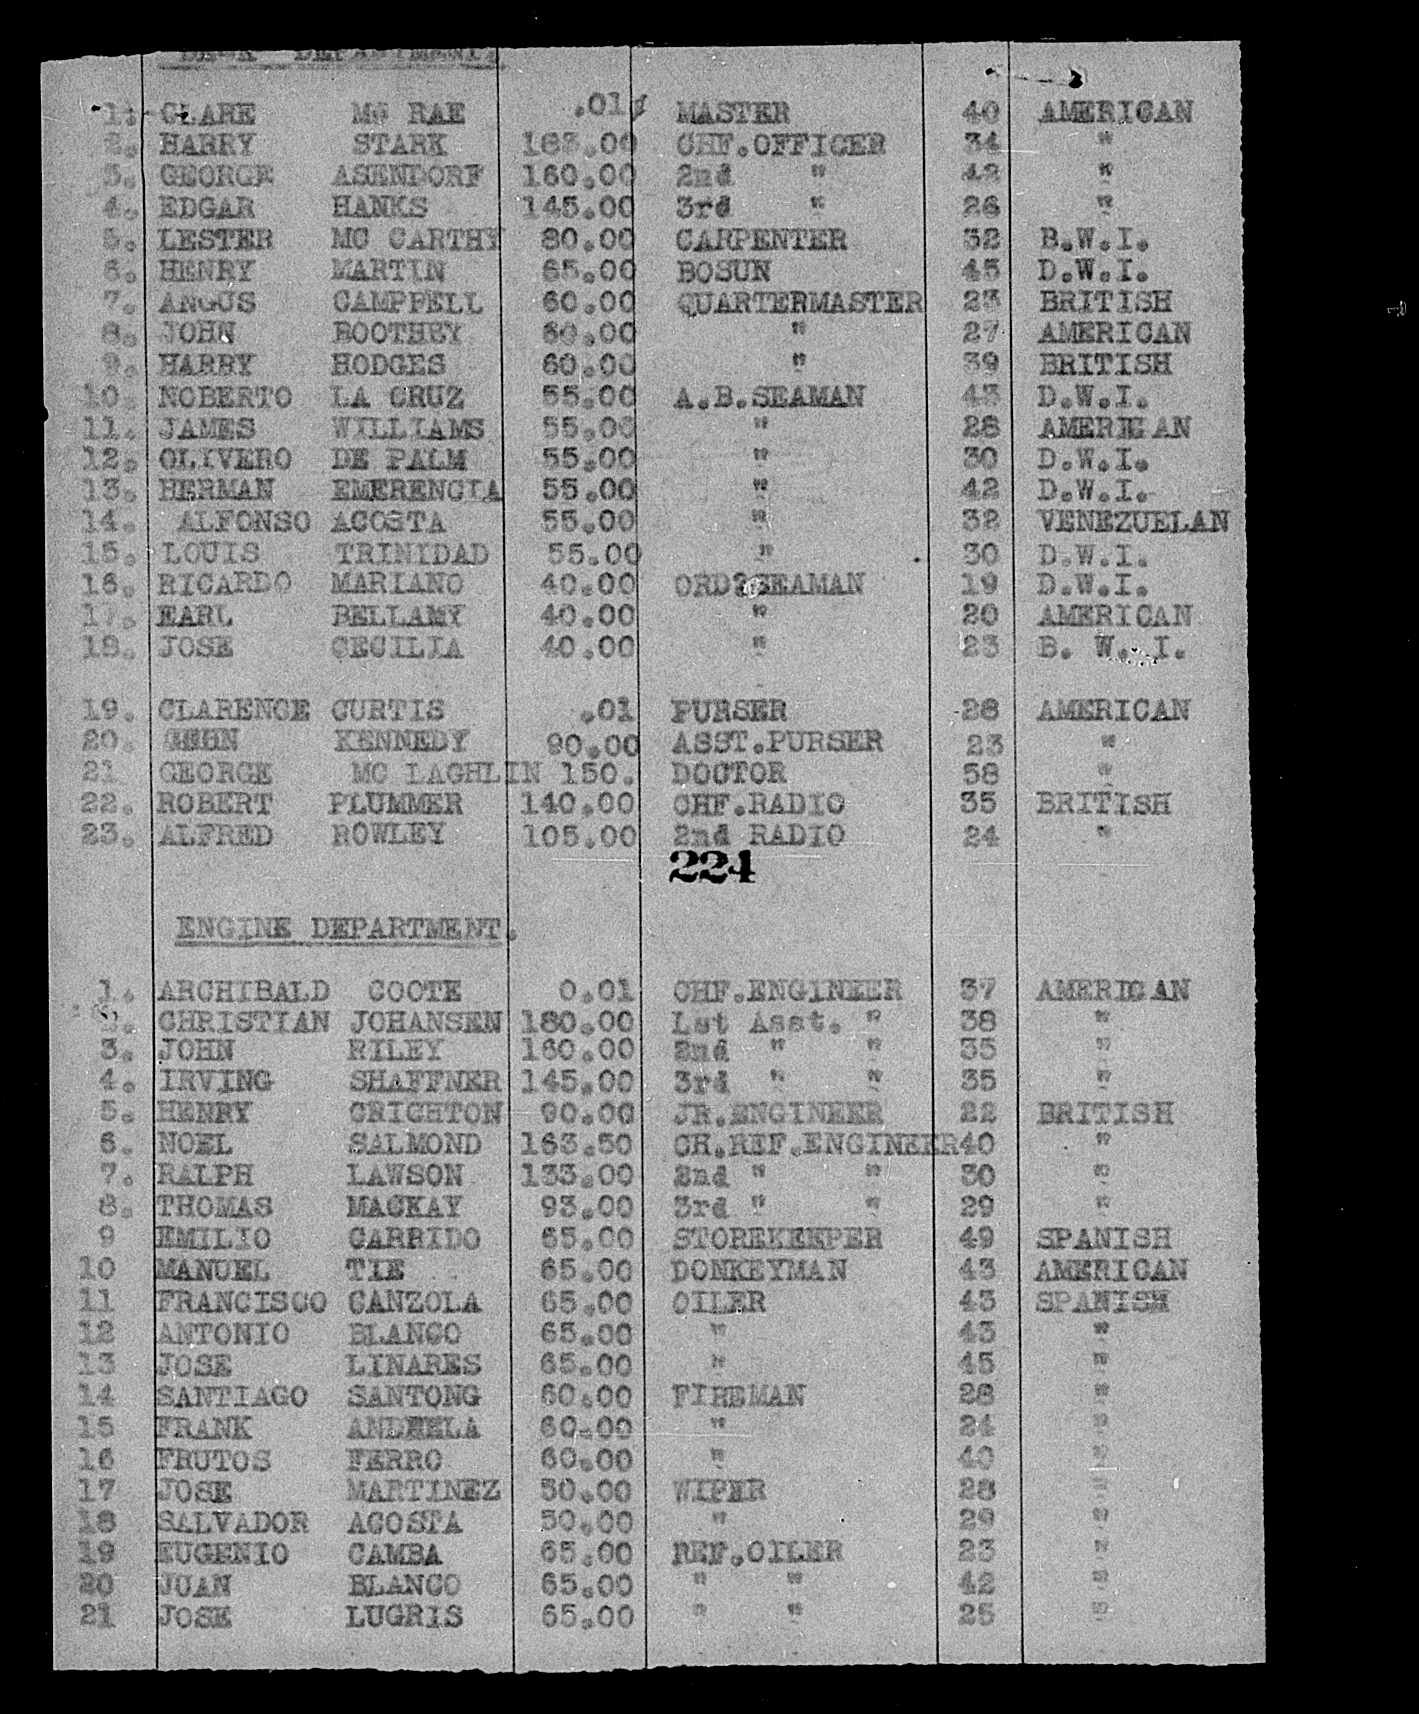 DECK DEPARTMENT.
1. CLARE MC RAE .01¢ MASTER 40 AMERICAN
2. HARRY STARK 183.00 CHF.OFFICER 34 "
3. GEORGE ASENDORF 160.00 2nd " 42 "
4. EDGAR HANKS 145.00 3rd " 26 "
5. LESTER MC CARTHY 80.00 CARPENTER 32 B.W.I.
6. HENRY MARTIN 65.00 BOSUN 45 D.W.I.
7. ANGUS CAMPPELL 60.00 QUARTERMASTER 23 BRITISH
8. JOHN BOOTHBY 60.00 " 27 AMERICAN
9. HARRY HODGES 60.00 " 39 BRITISH
10. NOBERTO LA CRUZ 55.00 A.B.SEAMAN 43 D.W.I.
11. JAMES WILLIAMS 55.00 " 28 AMERICAN
12. OLIVERO DE PALM 55.00 " 30 D.W.I.
13. HERMAN EMERENCIA 55.00 " 42 D.W.I.
14. ALFONSO ACOSTA 55.00 " 32 VENEZUELAN
15. LOUIS TRINIDAD 55.00 " 30 D.W.I.
16. RICARDO MARIANO 40.00 ORD?SEAMAN 19 D.W.I.
17. EARL BELLAMY 40.00 " 20 AMERICAN
18. JOSE CECILIA 40.00 " 23 B. W. I.
19. CLARENCE CURTIS .01 PURSER 28 AMERICAN
20. KENNEDY 90.00 ASST.PURSER 23 "
21 GEORGE MC LAGHLIN 150. DOCTOR 58 "
22. ROBERT PLUMMER 140.00 CHF.RADIO 35 BRITISH
23. ALFRED ROWLEY 105.00 2nd RADIO 24 "
224
ENGINE DEPARTMENT.
1. ARCHIBALD COOTE 0.01 CHF.ENGINEER 37 AMERICAN
2. CHRISTIAN JOHANSEN 180.00 Lst Asst. " 38 "
3. JOHN RILEY 160.00 2nd " " 35 "
4. IRVING SHAFFNER 145.00 3rd " " 35 "
5. HENRY CRIGHTON 90.00 JR.ENGINEER 22 BRITISH
6. NOEL SALMOND 163.50 CH.REF.ENGINEER 40 "
7. RALPH LAWSON 133.00 2nd " " 30 "
8. THOMAS MACKAY 93.00 3rd " " 29 "
9 EMILIO GARRIDO 65.00 STOREKEEPER 49 SPANISH
10 MANUEL TIE 65.00 DONKEYMAN 43 AMERICAN
11 FRANCISCO CANZOLA 65.00 OILER 43 SPANISH
12 ANTONIO BLANCO 65.00 " 43 "
13 JOSE LINARES 65.00 " 45 "
14 SANTIAGO SANTONG 60.00 FIREMAN 28 "
15 FRANK 60.00 " 24 "
16 FRUTOS FERRO 60.00 " 40 "
17 JOSE MARTINEZ 50.00 WIPER 28 "
18 SALVADOR ACOSTA 50.00 " 29 "
19 EUGENIO CAMBA 65.00 REF.OILER 23 "
20 JUAN BLANCO 65.00 " " 42 "
21 JOSE LUGRIS 65.00 " " 25 "